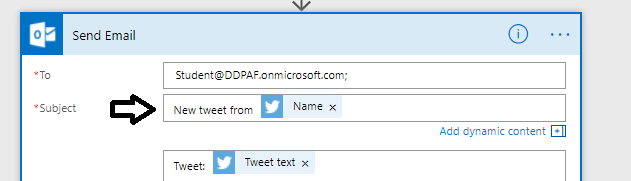 Send Email
*To
Student@DDPAF.onmicrosoft.com;
*Subject
New tweet from Name ×
Add dynamic content
Tweet: Tweet text ×